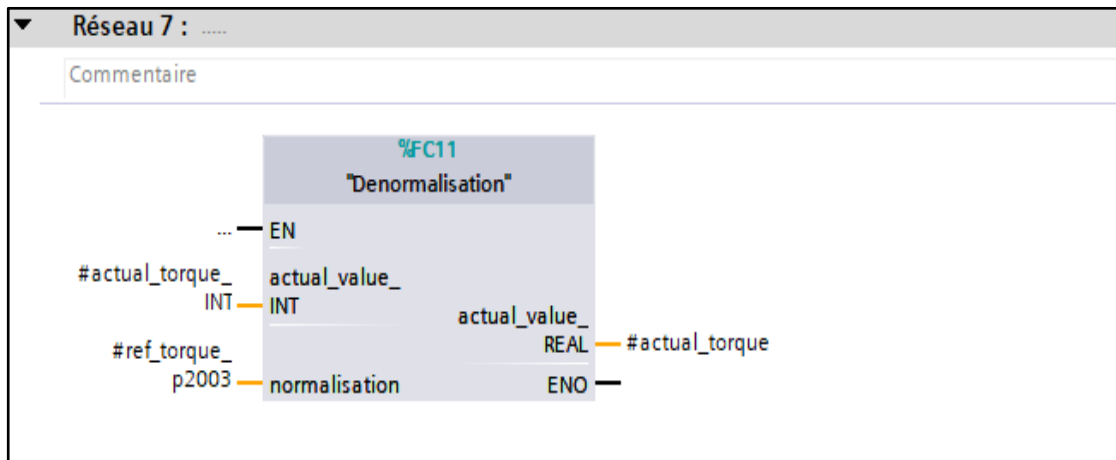 Réseau 7 : .....
Commentaire
%FC11
"Denormalisation"
... EN
#actual_torque_
INT
actual_value_
INT
actual_value_
REAL
#actual_torque
#ref_torque_
p2003
normalisation
ENO